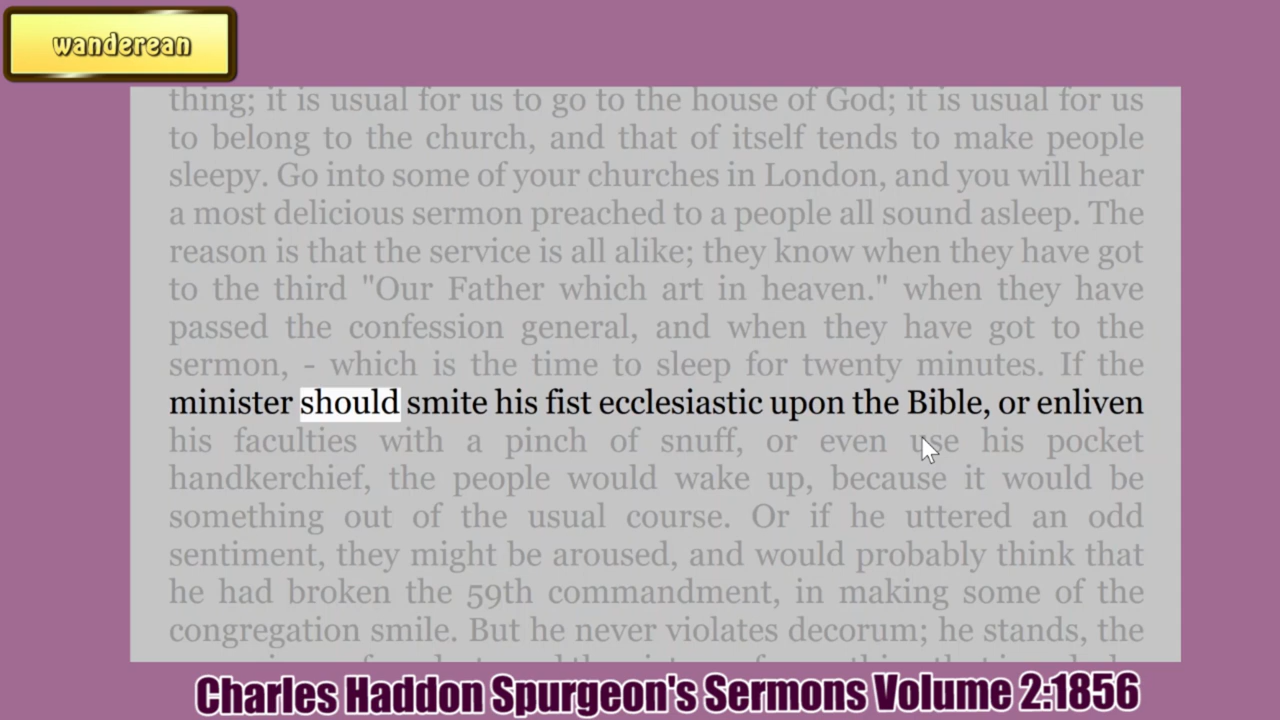 wanderean
thing; it is usual for us to go to the house of God; it is usual for us
to belong to the church, and that of itself tends to make people
sleepy. Go into some of your churches in London, and you will hear
a most delicious sermon preached to a people all sound asleep. The
reason is that the service is all alike; they know when they have got
to the third "Our Father which art in heaven." when they have
passed the confession general, and when they have got to the
sermon, - which is the time to sleep for twenty minutes. If the
minister should smite his fist ecclesiastic upon the Bible, or enliven
his faculties with a pinch of snuff, or even use his pocket
handkerchief, the people would wake up, because it would be
something out of the usual course. Or if he uttered an odd
sentiment, they might be aroused, and would probably think that
he had broken the 59th commandment, in making some of the
congregation smile. But he never violates decorum; he stands, the
Charles Haddon Spurgeon's Sermons Volume 2:1856